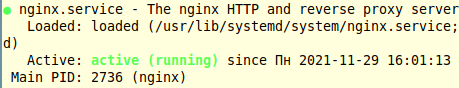 ● nginx.service - The nginx HTTP and reverse proxy server
Loaded: loaded (/usr/lib/systemd/system/nginx.service;
d)
Active: active (running) since Пн 2021-11-29 16:01:13
Main PID: 2736 (nginx)